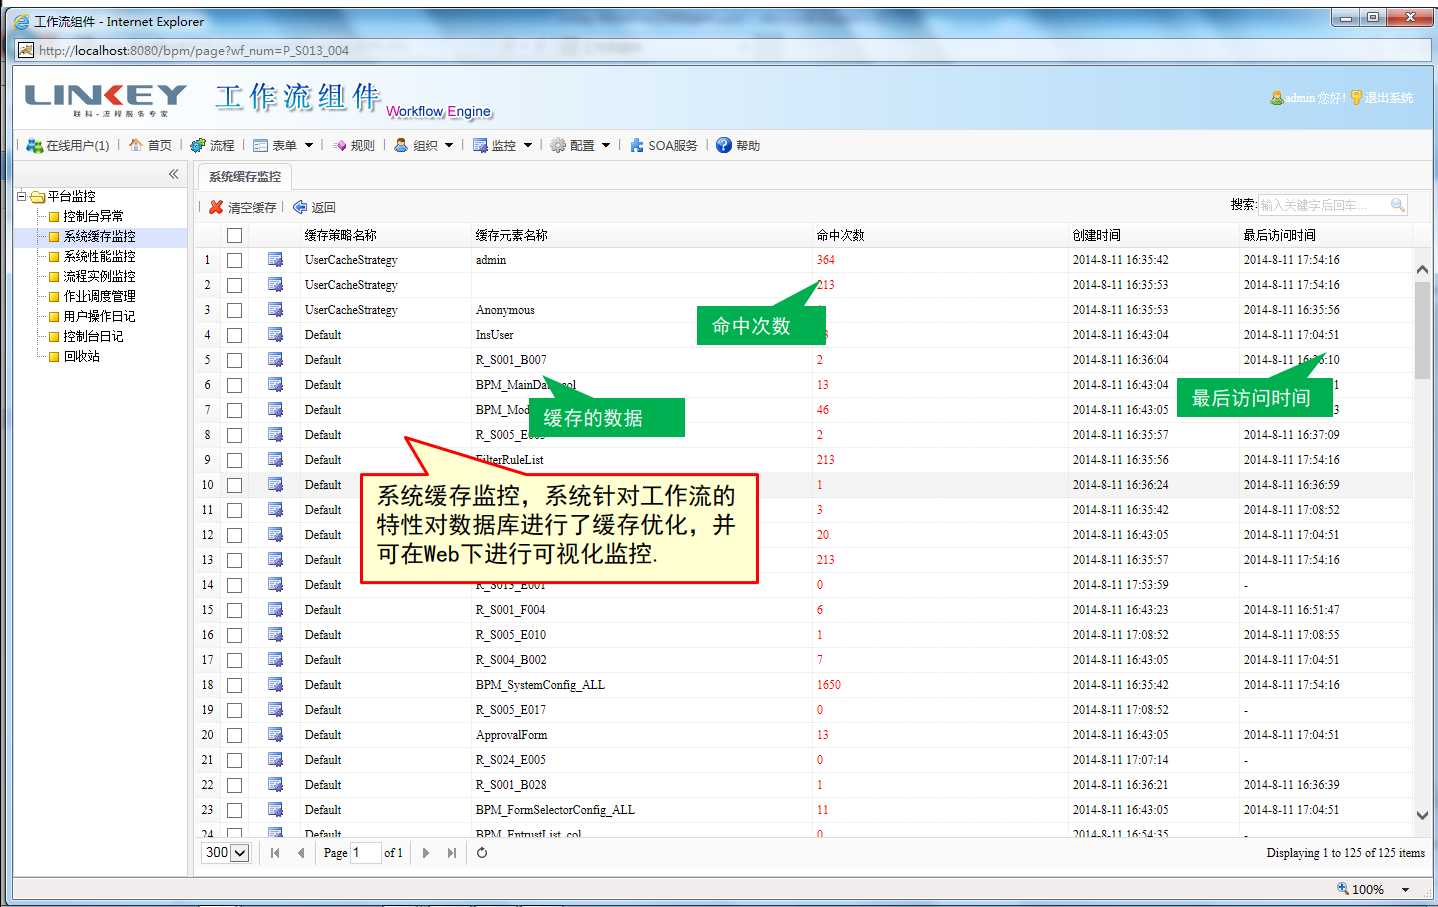 工作流组件 - Internet Explorer
http://localhost:8080/bpm/page?wf_num=P_S013_004
LINKEY 工作流组件 Workflow Engine
联科·流程服务专家
admin 您好! 退出系统
在线用户(1) 首页 流程 表单 规则 组织 监控 配置 SOA服务 帮助
平台监控
控制台异常
系统缓存监控
系统性能监控
流程实例监控
作业调度管理
用户操作日记
控制台日记
回收站
系统缓存监控
清空缓存 返回 搜索: 输入关键字后回车...
缓存策略名称 缓存元素名称 命中次数 创建时间 最后访问时间
1 UserCacheStrategy admin 364 2014-8-11 16:35:42 2014-8-11 17:54:16
2 UserCacheStrategy 213 2014-8-11 16:35:53 2014-8-11 17:54:16
3 UserCacheStrategy Anonymous 2014-8-11 16:35:53 2014-8-11 16:35:56
4 Default InsUser 2014-8-11 16:43:04 2014-8-11 17:04:51
5 Default R_S001_B007 2 2014-8-11 16:36:04 2014-8-11 16:36:10
6 Default 13 2014-8-11 16:43:04
7 Default 46 2014-8-11 16:43:05
8 Default 2 2014-8-11 16:35:57 2014-8-11 16:37:09
9 Default FilterRuleList 213 2014-8-11 16:35:56 2014-8-11 17:54:16
10 Default 1 2014-8-11 16:36:24 2014-8-11 16:36:59
11 Default 3 2014-8-11 16:35:42 2014-8-11 17:08:52
12 Default 20 2014-8-11 16:43:05 2014-8-11 17:04:51
13 Default 213 2014-8-11 16:35:57 2014-8-11 17:54:16
14 Default R_S013_E001 0 2014-8-11 17:53:59 -
15 Default R_S001_F004 6 2014-8-11 16:43:23 2014-8-11 16:51:47
16 Default R_S005_E010 1 2014-8-11 17:08:52 2014-8-11 17:08:55
17 Default R_S004_B002 7 2014-8-11 16:43:05 2014-8-11 17:04:51
18 Default BPM_SystemConfig_ALL 1650 2014-8-11 16:35:42 2014-8-11 17:54:16
19 Default R_S005_E017 0 2014-8-11 17:08:52 -
20 Default ApprovalForm 13 2014-8-11 16:43:05 2014-8-11 17:04:51
21 Default R_S024_E005 0 2014-8-11 17:07:14 -
22 Default R_S001_B028 1 2014-8-11 16:36:21 2014-8-11 16:36:39
23 Default BPM_FormSelectorConfig_ALL 11 2014-8-11 16:43:05 2014-8-11 17:04:51
24 Default BPM_EntrustList_col 0 2014-8-11 16:54:35 -
命中次数
最后访问时间
缓存的数据
系统缓存监控，系统针对工作流的
特性对数据库进行了缓存优化，并
可在Web下进行可视化监控.
300 Page 1 of 1 Displaying 1 to 125 of 125 items
100%